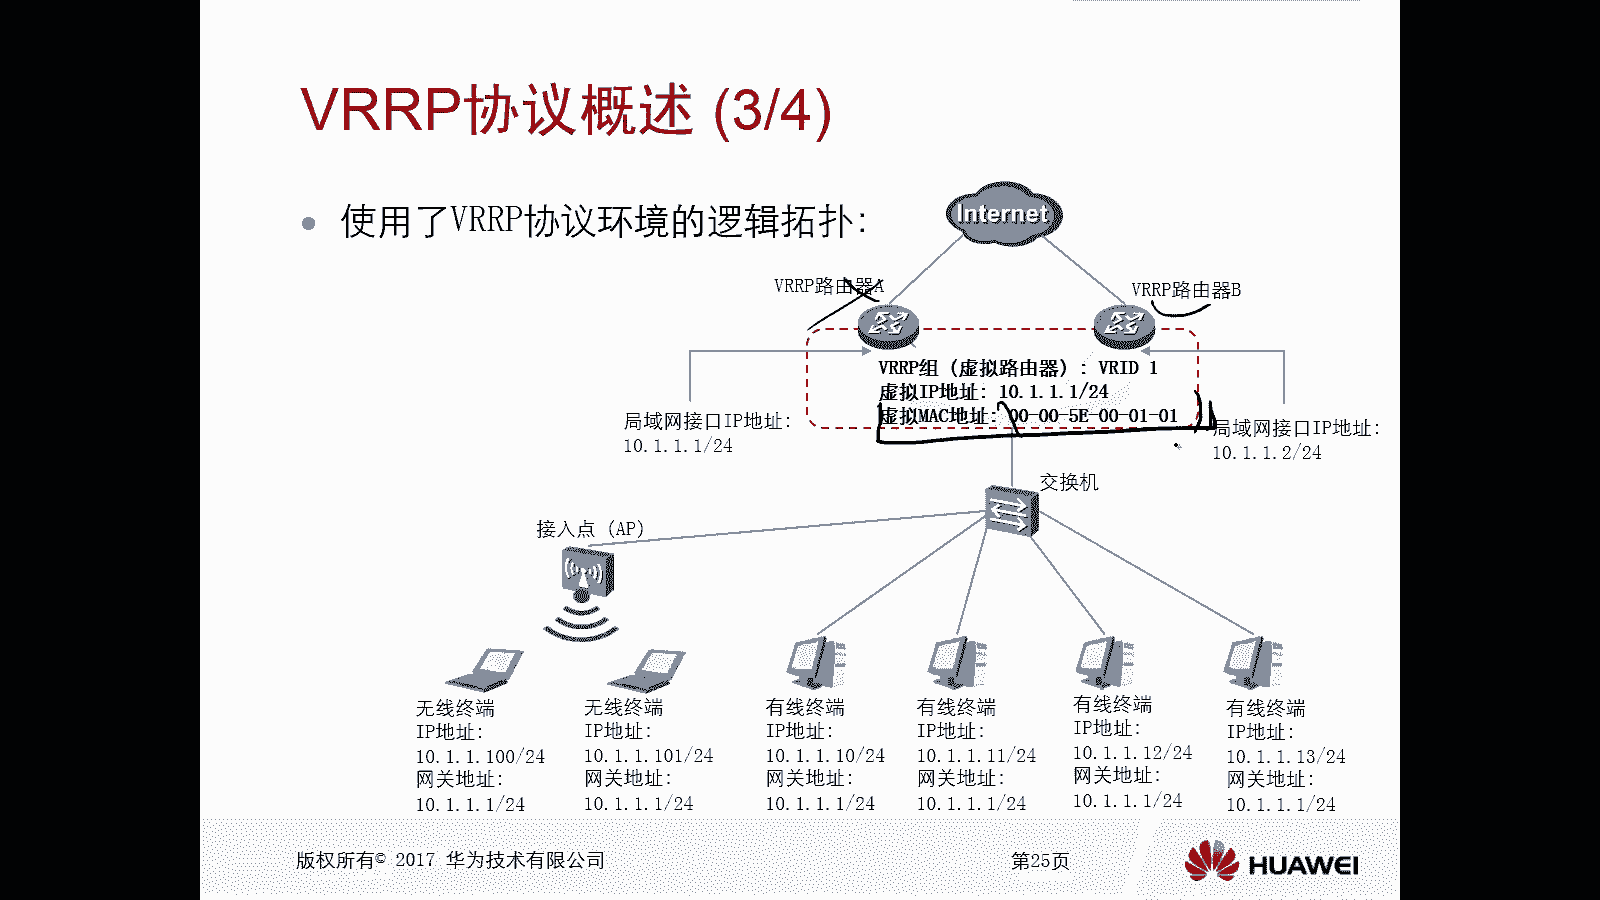 VRRP协议概述 (3/4)
使用了VRRP协议环境的逻辑拓扑：
Internet
VRRP路由器A
VRRP路由器B
VRRP组（虚拟路由器）：VRID 1
虚拟IP地址：10.1.1.1/24
虚拟MAC地址：00-00-5E-00-01-01
局域网接口IP地址：
10.1.1.1/24
局域网接口IP地址：
10.1.1.2/24
交换机
接入点（AP）
无线终端
IP地址：
10.1.1.100/24
网关地址：
10.1.1.1/24
无线终端
IP地址：
10.1.1.101/24
网关地址：
10.1.1.1/24
有线终端
IP地址：
10.1.1.10/24
网关地址：
10.1.1.1/24
有线终端
IP地址：
10.1.1.11/24
网关地址：
10.1.1.1/24
有线终端
IP地址：
10.1.1.12/24
网关地址：
10.1.1.1/24
有线终端
IP地址：
10.1.1.13/24
网关地址：
10.1.1.1/24
版权所有© 2017 华为技术有限公司
第25页
HUAWEI